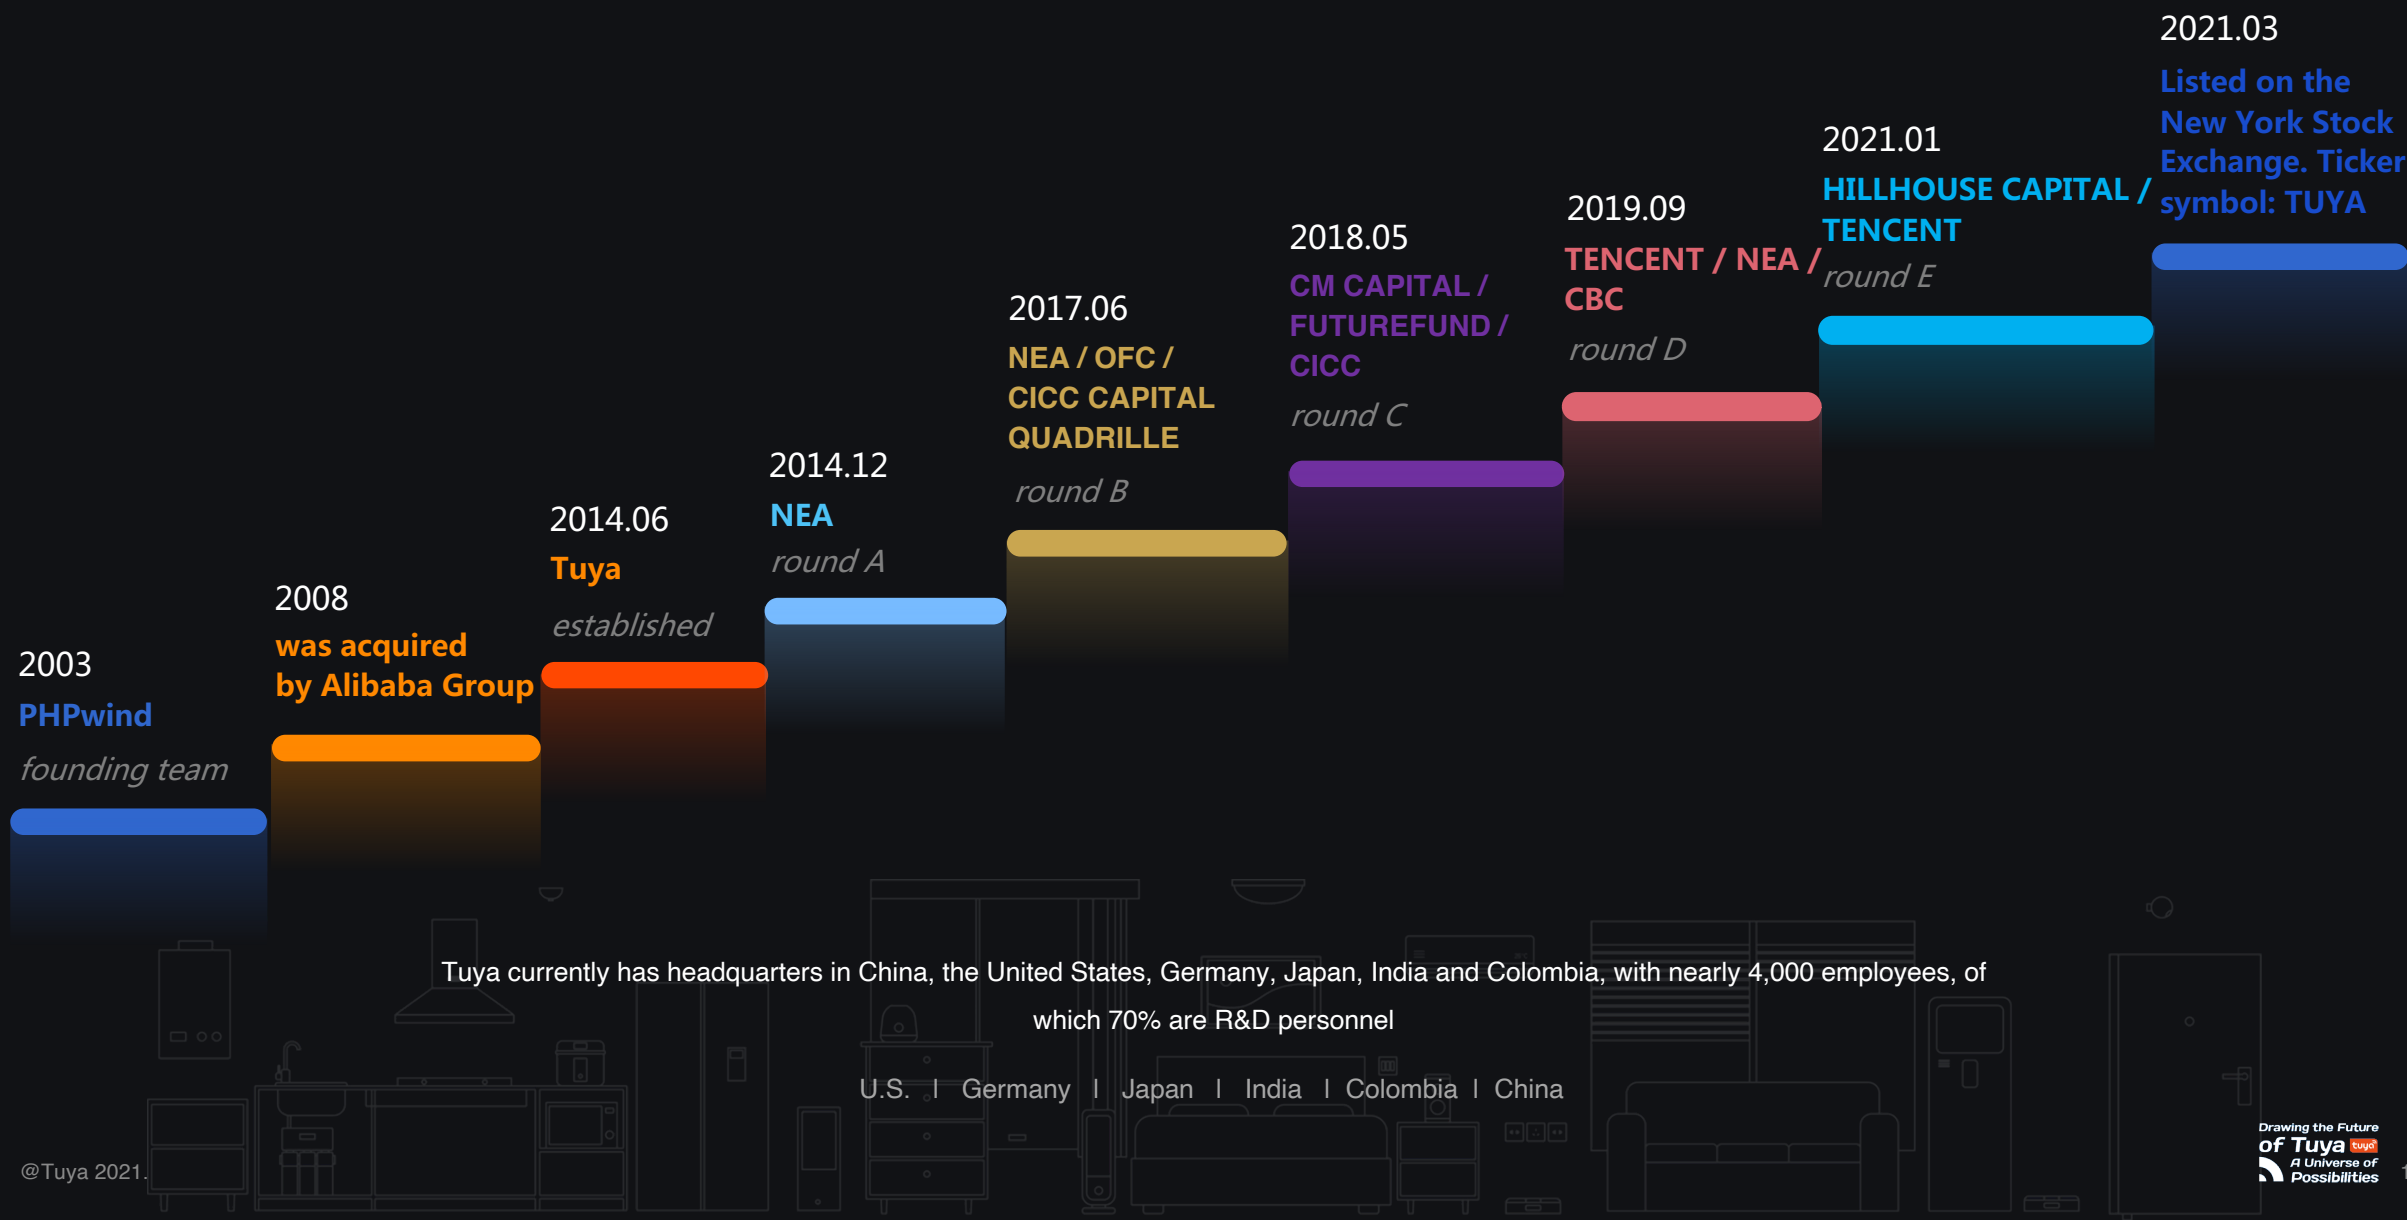 2003
PHPwind
founding team
2008
was acquired
by Alibaba Group
2014.06
Tuya
established
2014.12
NEA
round A
2017.06
NEA / OFC /
CICC CAPITAL
QUADRILLE
round B
2018.05
CM CAPITAL /
FUTUREFUND /
CICC
round C
2019.09
TENCENT / NEA /
CBC
round D
2021.01
HILLHOUSE CAPITAL /
TENCENT
round E
2021.03
Listed on the
New York Stock
Exchange. Ticker
symbol: TUYA
Tuya currently has headquarters in China, the United States, Germany, Japan, India and Colombia, with nearly 4,000 employees, of
which 70% are R&D personnel
U.S. I Germany I Japan I India I Colombia I China
@Tuya 2021.
Drawing the Future
of Tuya tuya
A Universe of
Possibilities